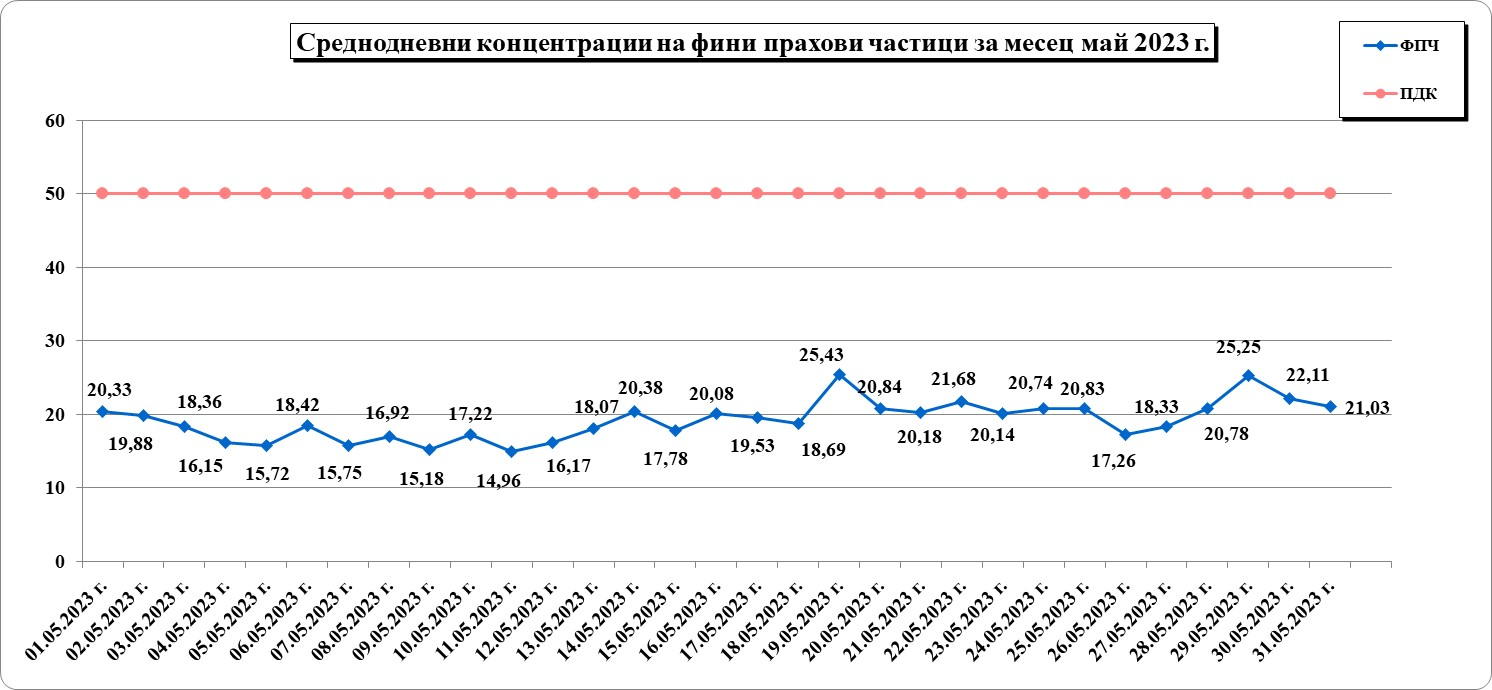 Среднодневни концентрации на фини прахови частици за месец май 2023 г.
ФПЧ
ПДК
60
50
40
30
20
10
0
20,33
19,88
18,36
16,15
15,72
18,42
15,75
16,92
15,18
17,22
14,96
16,17
18,07
20,38
17,78
20,08
19,53
18,69
25,43
20,84
20,18
21,68
20,14
20,74
20,83
17,26
18,33
20,78
25,25
22,11
21,03
01.05.2023 г.
02.05.2023 г.
03.05.2023 г.
04.05.2023 г.
05.05.2023 г.
06.05.2023 г.
07.05.2023 г.
08.05.2023 г.
09.05.2023 г.
10.05.2023 г.
11.05.2023 г.
12.05.2023 г.
13.05.2023 г.
14.05.2023 г.
15.05.2023 г.
16.05.2023 г.
17.05.2023 г.
18.05.2023 г.
19.05.2023 г.
20.05.2023 г.
21.05.2023 г.
22.05.2023 г.
23.05.2023 г.
24.05.2023 г.
25.05.2023 г.
26.05.2023 г.
27.05.2023 г.
28.05.2023 г.
29.05.2023 г.
30.05.2023 г.
31.05.2023 г.